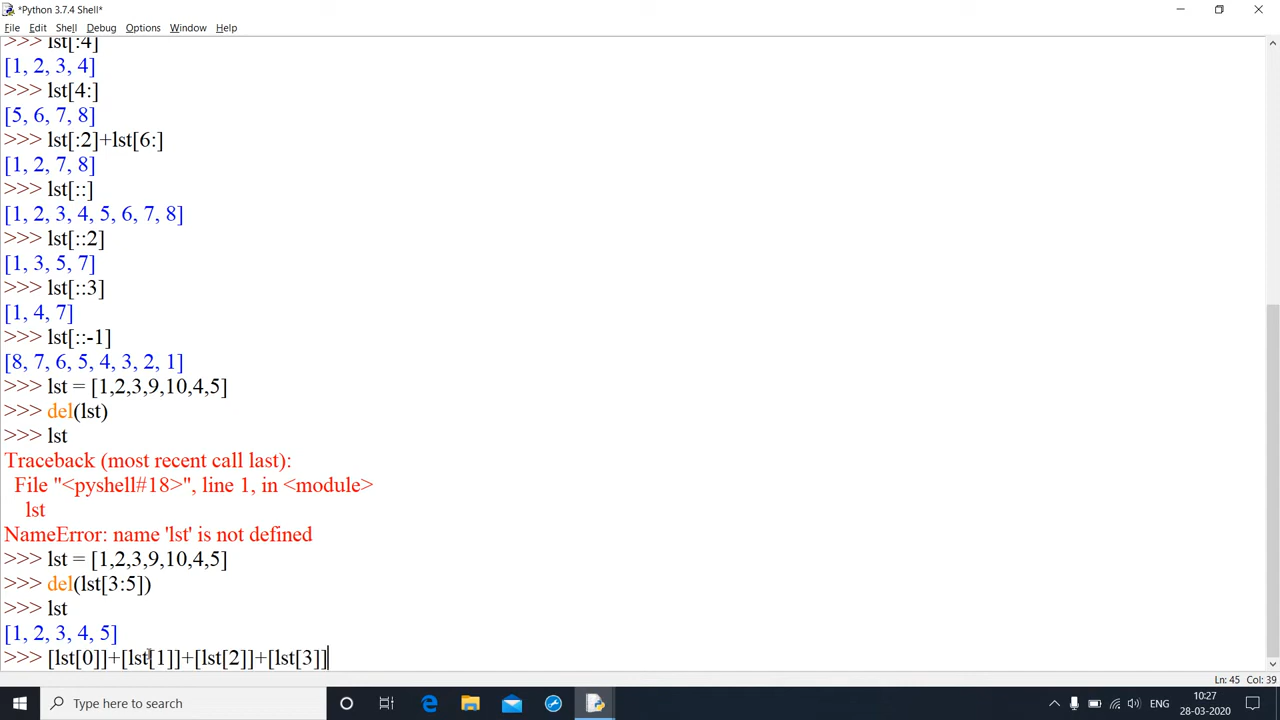 *Python 3.7.4 Shell*
File Edit Shell Debug Options Window Help
>>> lst[:4]
[1, 2, 3, 4]
>>> lst[4:]
[5, 6, 7, 8]
>>> lst[:2]+lst[6:]
[1, 2, 7, 8]
>>> lst[::]
[1, 2, 3, 4, 5, 6, 7, 8]
>>> lst[::2]
[1, 3, 5, 7]
>>> lst[::3]
[1, 4, 7]
>>> lst[::-1]
[8, 7, 6, 5, 4, 3, 2, 1]
>>> lst = [1,2,3,9,10,4,5]
>>> del(lst)
>>> lst
Traceback (most recent call last):
File "<pyshell#18>", line 1, in <module>
lst
NameError: name 'lst' is not defined
>>> lst = [1,2,3,9,10,4,5]
>>> del(lst[3:5])
>>> lst
[1, 2, 3, 4, 5]
>>> [lst[0]]+[lst[1]]+[lst[2]]+[lst[3]]
Ln: 45 Col: 39
Type here to search
ENG
10:27
28-03-2020